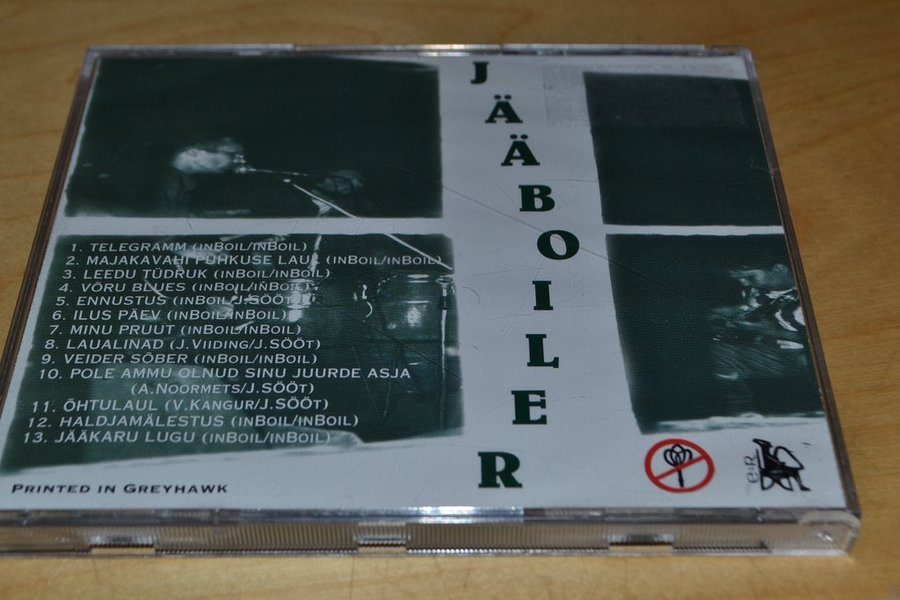 JÄÄBOILER
1. TELEGRAMM (INBOIL/INBOIL)
2. MAJAKAVAHI PUHKUSE LAUL (INBOIL/INBOIL)
3. LEEDU TÜDRUK (INBOIL/INBOIL)
4. VÕRU BLUES (INBOIL/INBOIL)
5. ENNUSTUS (INBOIL/J.SÖÖT)
6. ILUS PÄEV (INBOIL/INBOIL)
7. MINU PRUUT (INBOIL/INBOIL)
8. LAUALINAD (J.VIIDING/J.SÖÖT)
9. VEIDER SÕBER (INBOIL/INBOIL)
10. POLE AMMU OLNUD SINU JUURDE ASJA
(A.NOORMETS/J.SÖÖT)
11. ÕHTULAUL (V.KANGUR/J.SÖÖT)
12. HALDJAMÄLESTUS (INBOIL/INBOIL)
13. JÄÄKARU LUGU (INBOIL/INBOIL)
PRINTED IN GREYHAWK